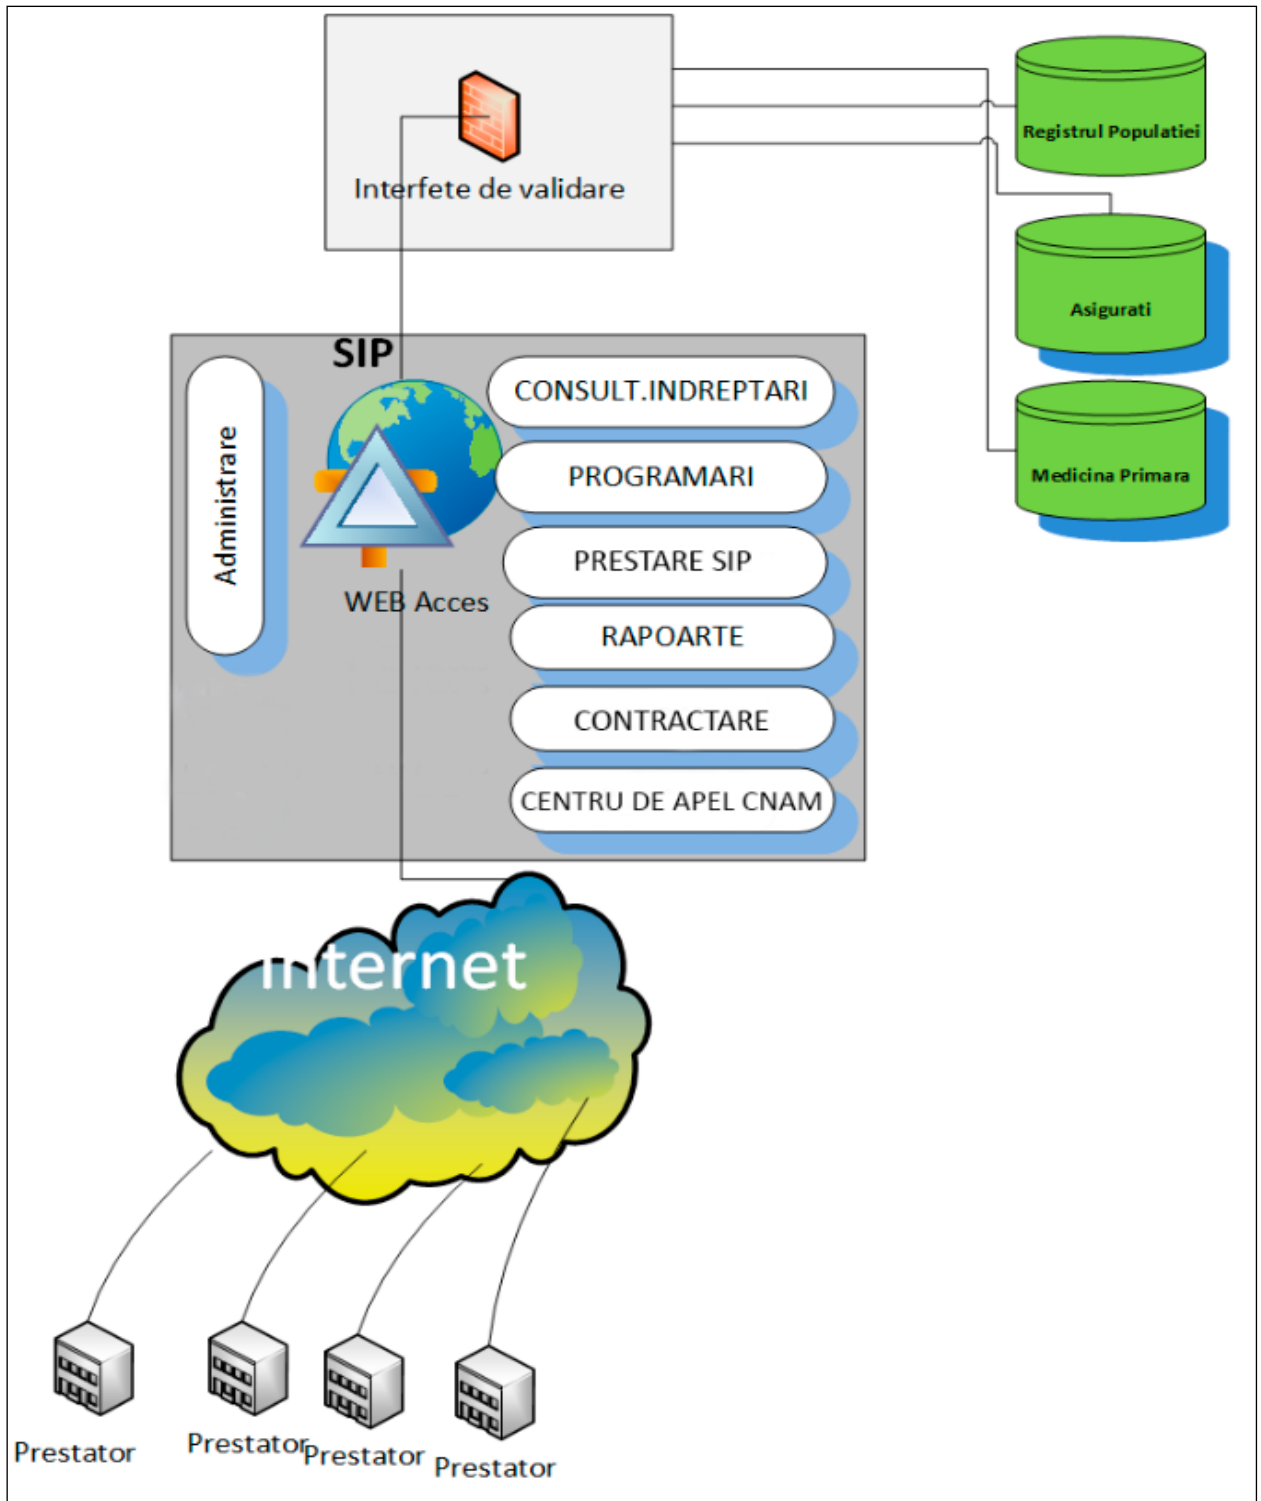 Registrul Populatiei
Interfete de validare
Asigurati
SIP
CONSULT.INDREPTARI
Administrare
PROGRAMARI
Medicina Primara
PRESTARE SIP
WEB Acces
RAPOARTE
CONTRACTARE
CENTRU DE APEL CNAM
Internet
Prestator
Prestator
Prestator
Prestator